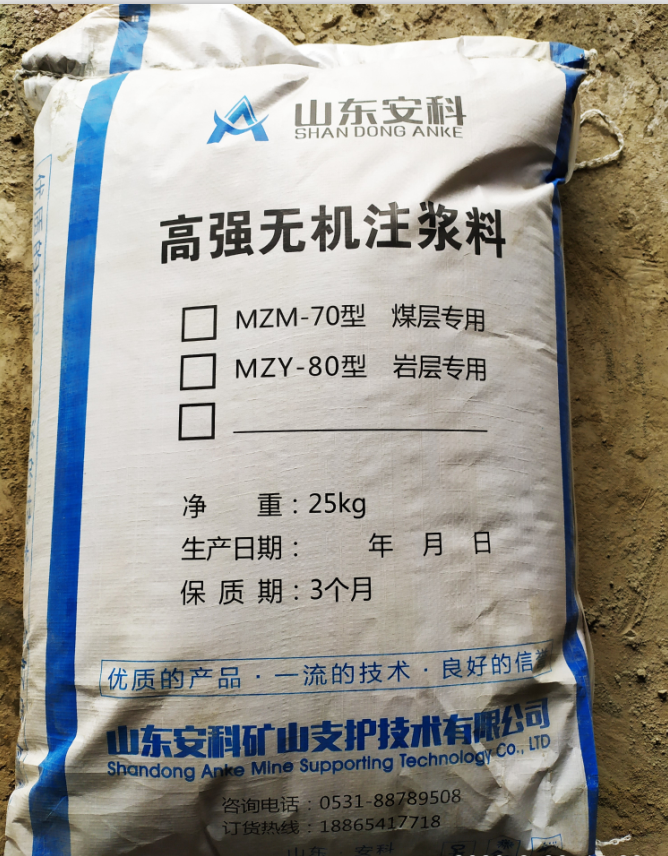 山东安科
SHAN DONG ANKE
高强无机注浆料
MZM-70型 煤层专用
MZY-80型 岩层专用
净 重：25kg
生产日期： 年 月 日
保 质 期：3个月
优质的产品·一流的技术·良好的信
山东安科矿山支护技术有限公司
Shandong Anke Mine Supporting Technology Co., LTD
咨询电话：0531-88789508
订货热线：18865417718
山东 安科